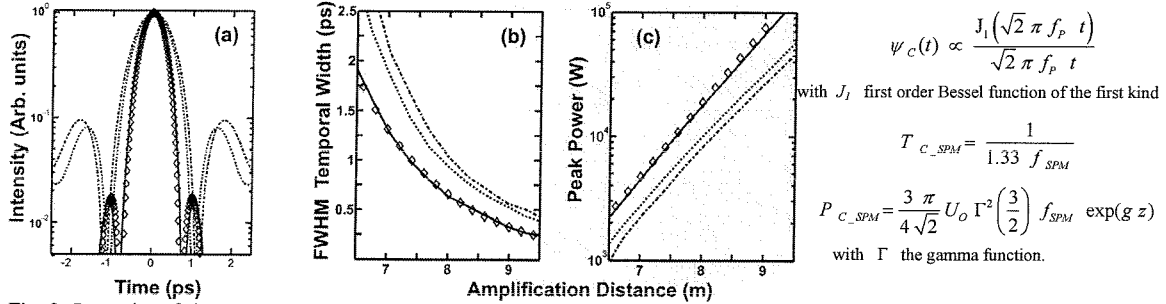 (a)
Intensity (Arb. units)
10⁰
10⁻¹
10⁻²
-2 -1 0 1 2
Time (ps)
(b)
FWHM Temporal Width (ps)
2.5
2
1.5
1
0.5
7 8 9
(c)
Peak Power (W)
10⁵
10⁴
10³
7 8 9
Amplification Distance (m)
ψ_C(t) ∝ J₁(√2 π f_P t) / √2 π f_P t
with J₁ first order Bessel function of the first kind
T_C_SPM = 1 / 1.33 f_SPM
P_C_SPM = 3 π / 4√2 U_O Γ² (3/2) f_SPM exp(g z)
with Γ the gamma function.